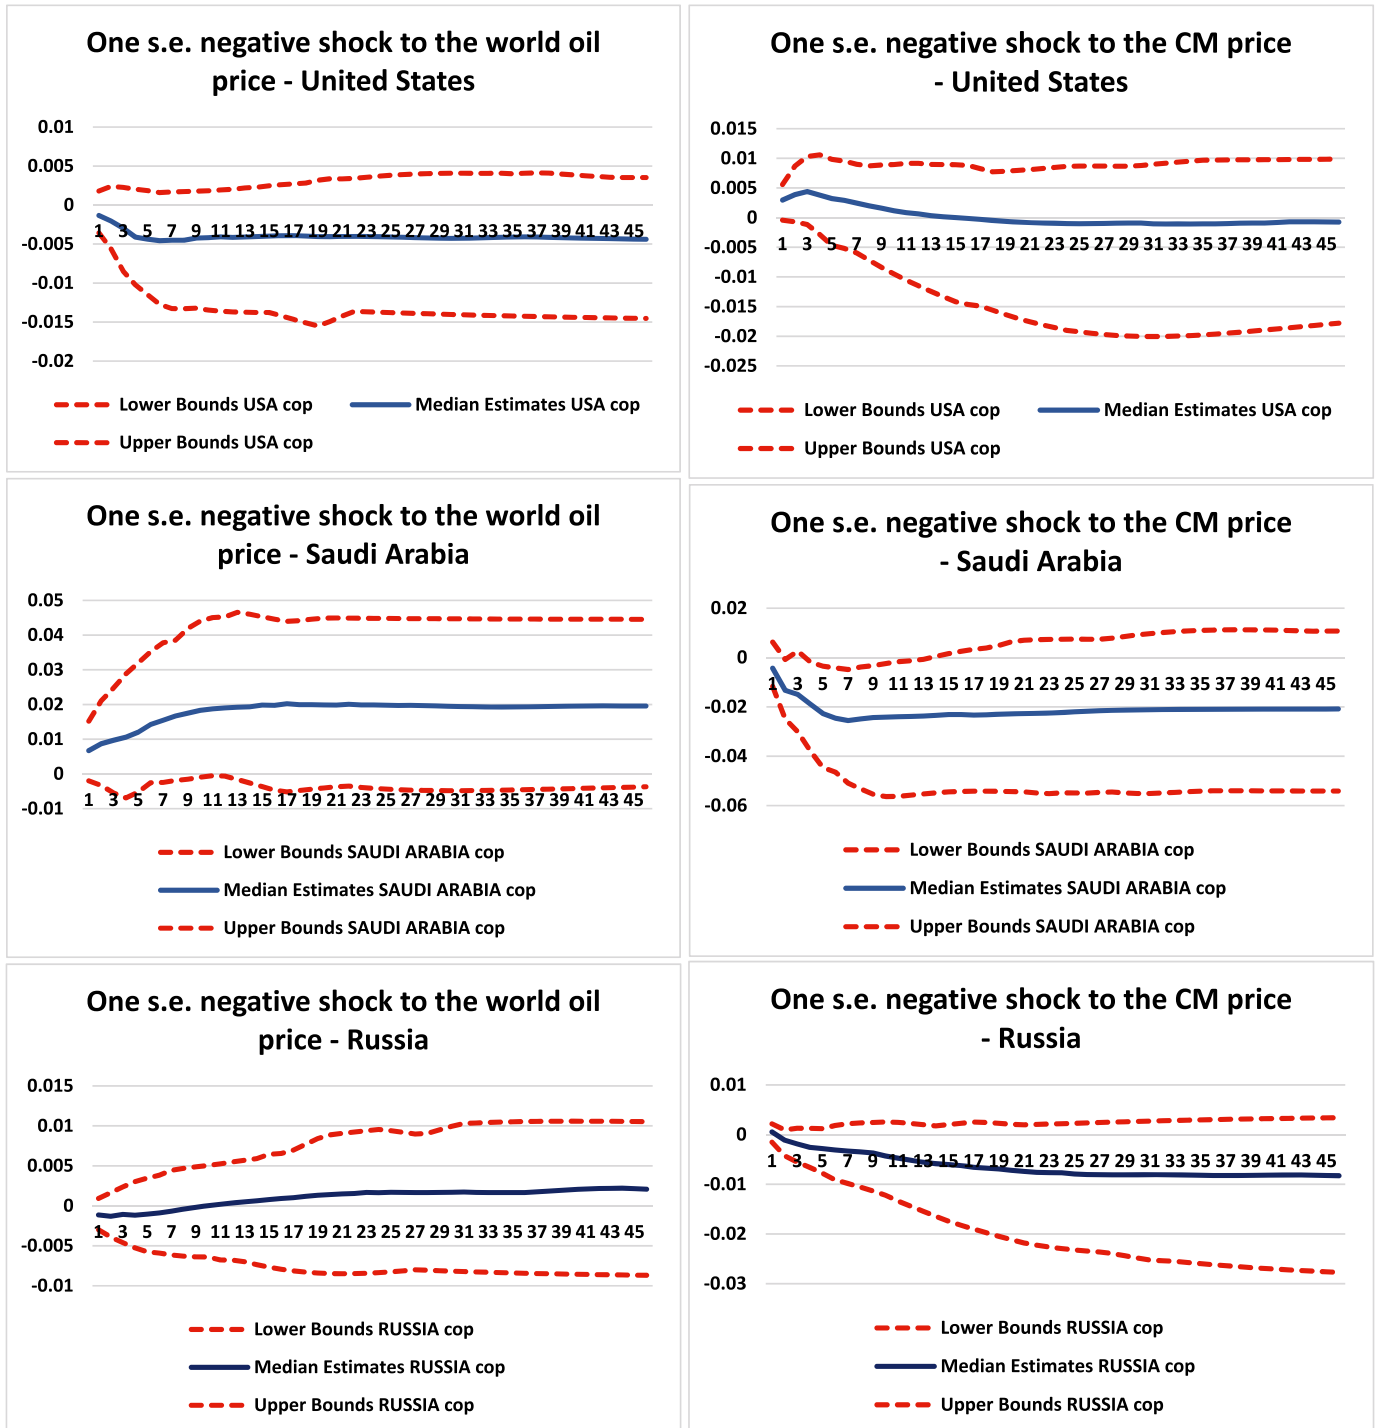 One s.e. negative shock to the world oil
price - United States
0.01
0.005
0
-0.005
-0.01
-0.015
-0.02
1 3 5 7 9 11 13 15 17 19 21 23 25 27 29 31 33 35 37 39 41 43 45
Lower Bounds USA cop
Median Estimates USA cop
Upper Bounds USA cop
One s.e. negative shock to the CM price
- United States
0.015
0.01
0.005
0
-0.005
-0.01
-0.015
-0.02
-0.025
1 3 5 7 9 11 13 15 17 19 21 23 25 27 29 31 33 35 37 39 41 43 45
Lower Bounds USA cop
Median Estimates USA cop
Upper Bounds USA cop
One s.e. negative shock to the world oil
price - Saudi Arabia
0.05
0.04
0.03
0.02
0.01
0
-0.01
1 3 5 7 9 11 13 15 17 19 21 23 25 27 29 31 33 35 37 39 41 43 45
Lower Bounds SAUDI ARABIA cop
Median Estimates SAUDI ARABIA cop
Upper Bounds SAUDI ARABIA cop
One s.e. negative shock to the CM price
- Saudi Arabia
0.02
0
-0.02
-0.04
-0.06
1 3 5 7 9 11 13 15 17 19 21 23 25 27 29 31 33 35 37 39 41 43 45
Lower Bounds SAUDI ARABIA cop
Median Estimates SAUDI ARABIA cop
Upper Bounds SAUDI ARABIA cop
One s.e. negative shock to the world oil
price - Russia
0.015
0.01
0.005
0
-0.005
-0.01
1 3 5 7 9 11 13 15 17 19 21 23 25 27 29 31 33 35 37 39 41 43 45
Lower Bounds RUSSIA cop
Median Estimates RUSSIA cop
Upper Bounds RUSSIA cop
One s.e. negative shock to the CM price
- Russia
0.01
0
-0.01
-0.02
-0.03
1 3 5 7 9 11 13 15 17 19 21 23 25 27 29 31 33 35 37 39 41 43 45
Lower Bounds RUSSIA cop
Median Estimates RUSSIA cop
Upper Bounds RUSSIA cop